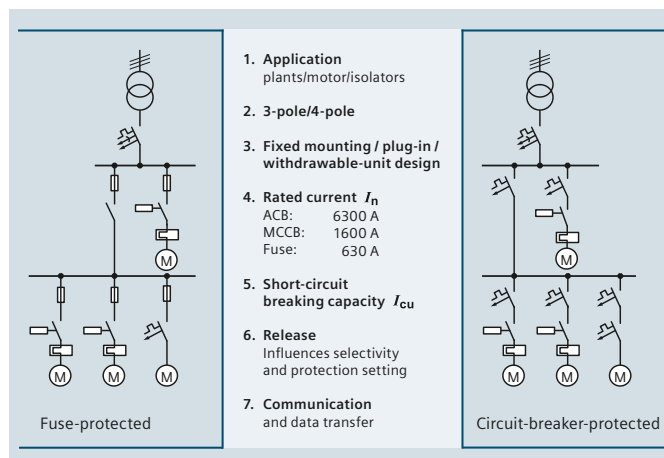 M
M
M
M
Fuse-protected
1. Application
plants/motor/isolators
2. 3-pole/4-pole
3. Fixed mounting / plug-in /
withdrawable-unit design
4. Rated current In
ACB: 6300 A
MCCB: 1600 A
Fuse: 630 A
5. Short-circuit
breaking capacity Icu
6. Release
Influences selectivity
and protection setting
7. Communication
and data transfer
M
M
M
M
Circuit-breaker-protected